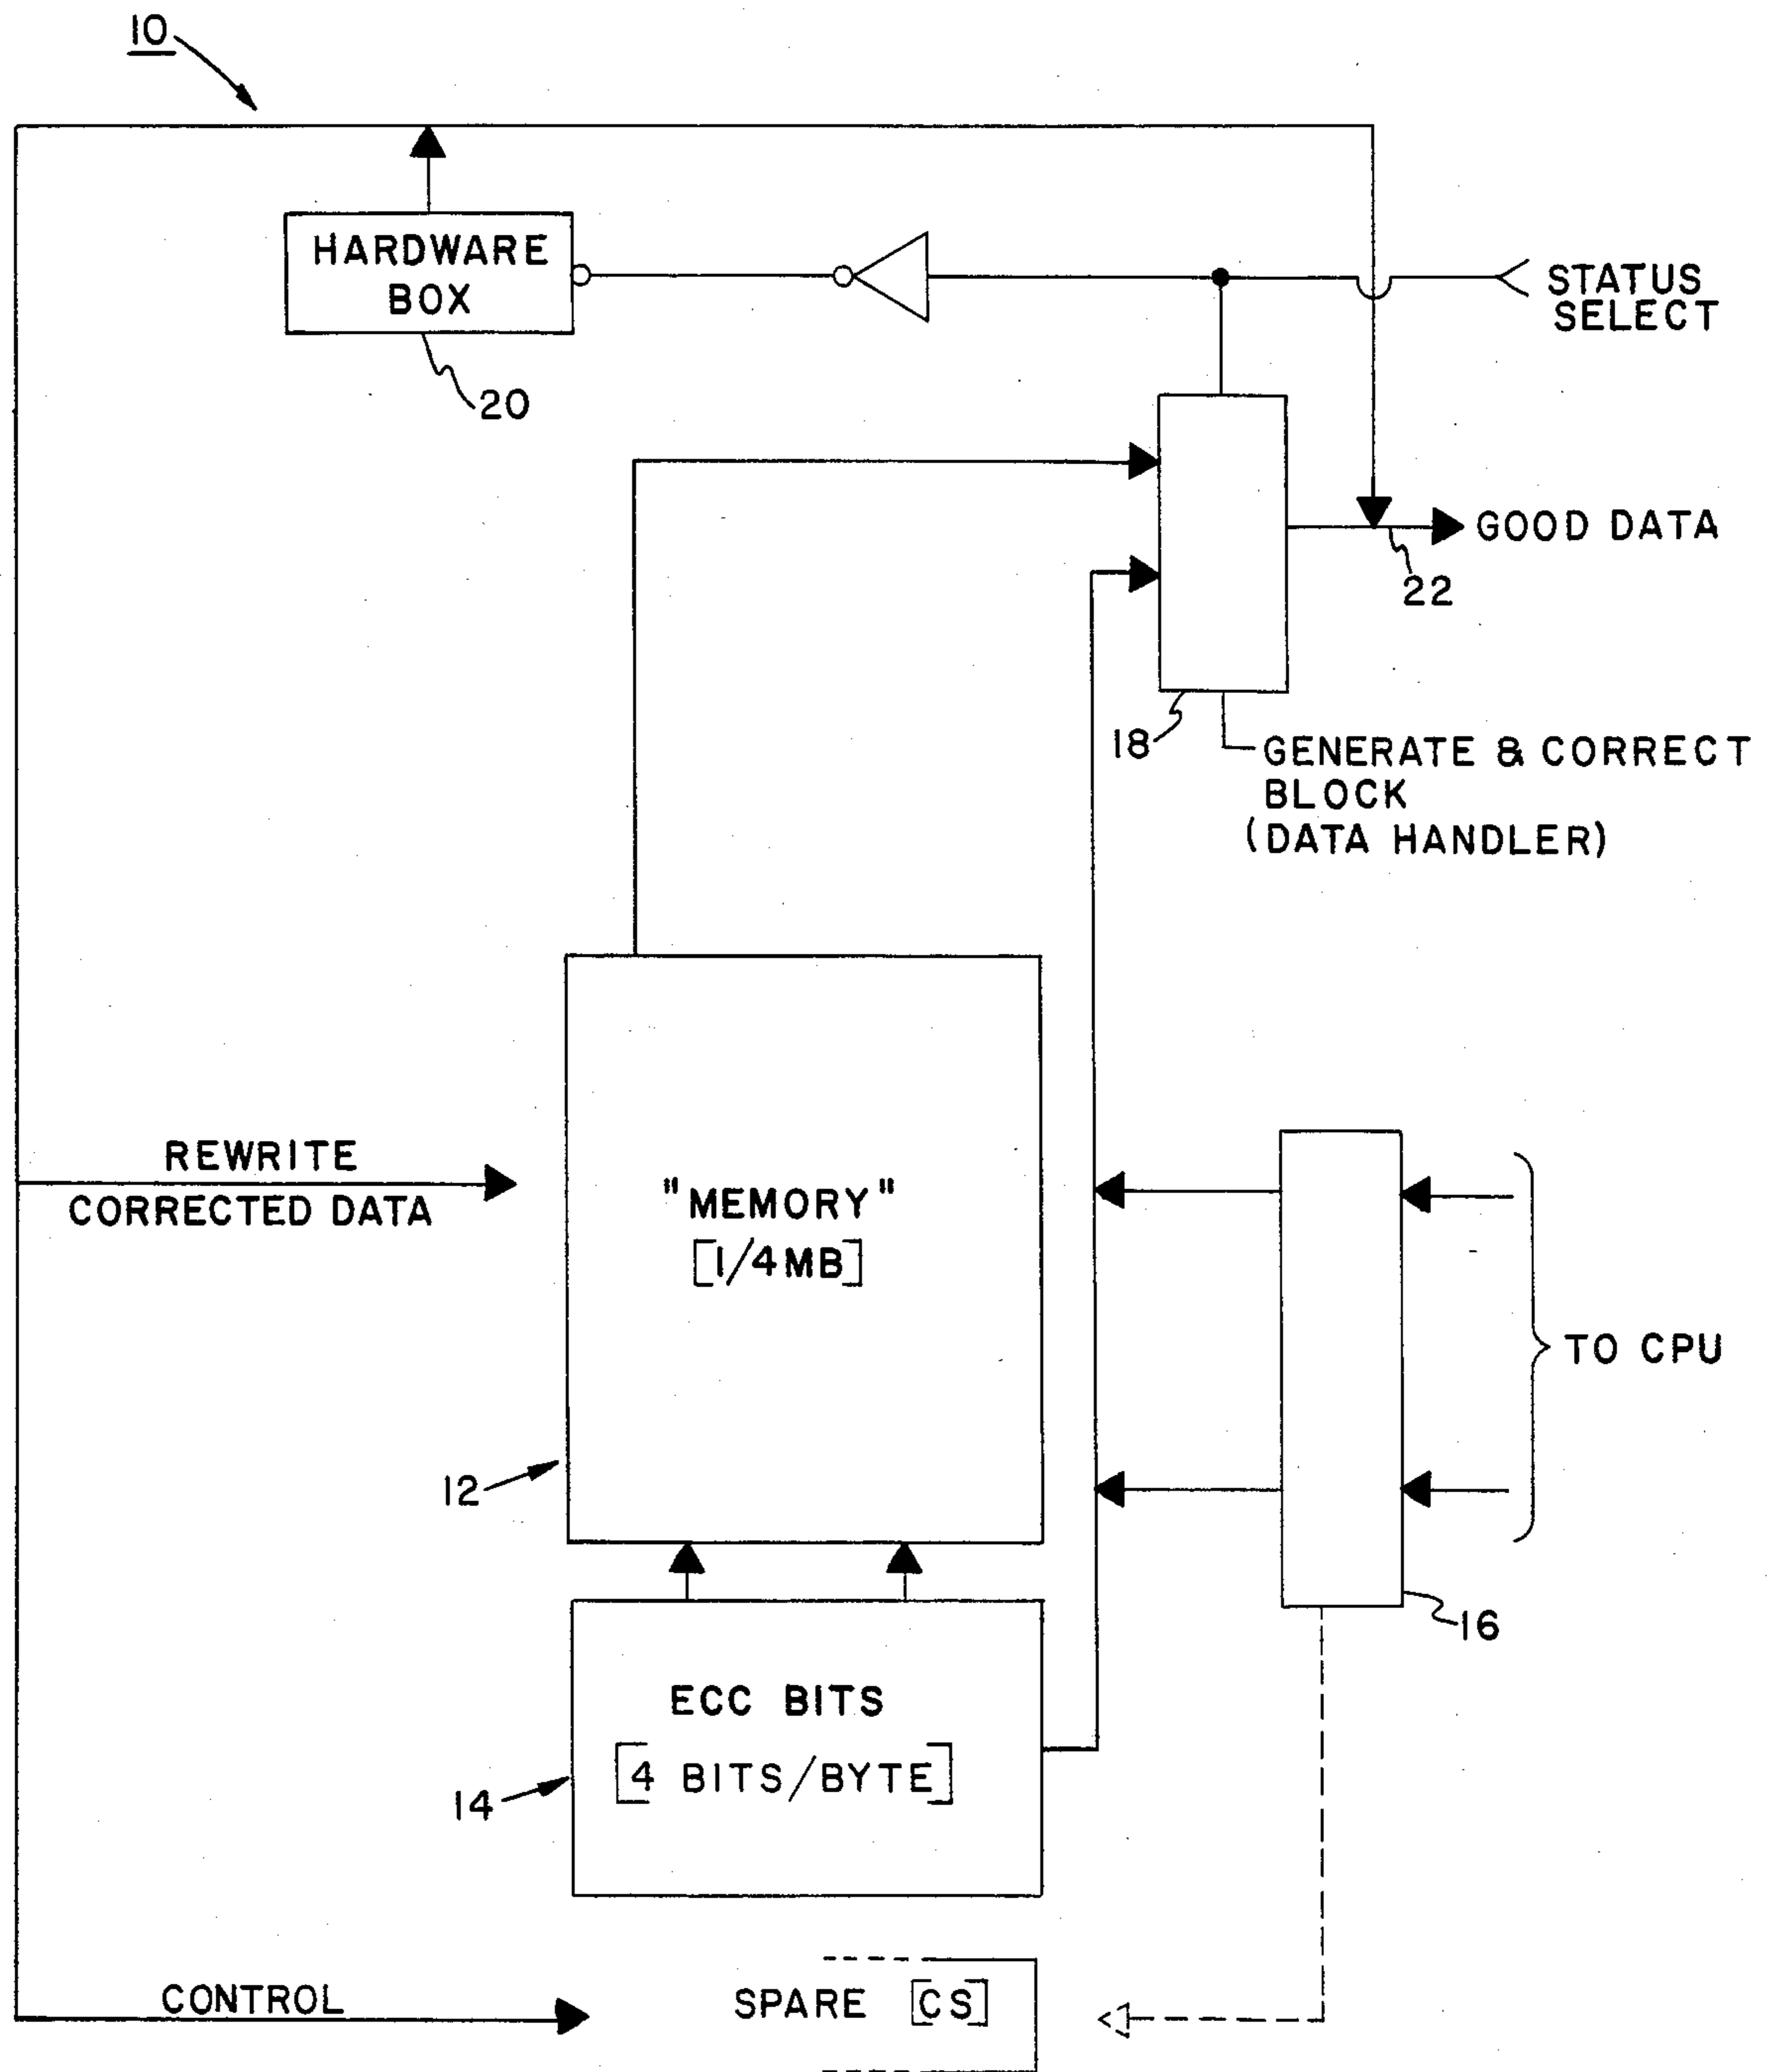 10
HARDWARE
BOX
20
STATUS
SELECT
GOOD DATA
22
18
GENERATE & CORRECT
BLOCK
(DATA HANDLER)
REWRITE
CORRECTED DATA
"MEMORY"
[1/4MB]
TO CPU
12
16
ECC BITS
[4 BITS/BYTE]
14
CONTROL
SPARE [CS]